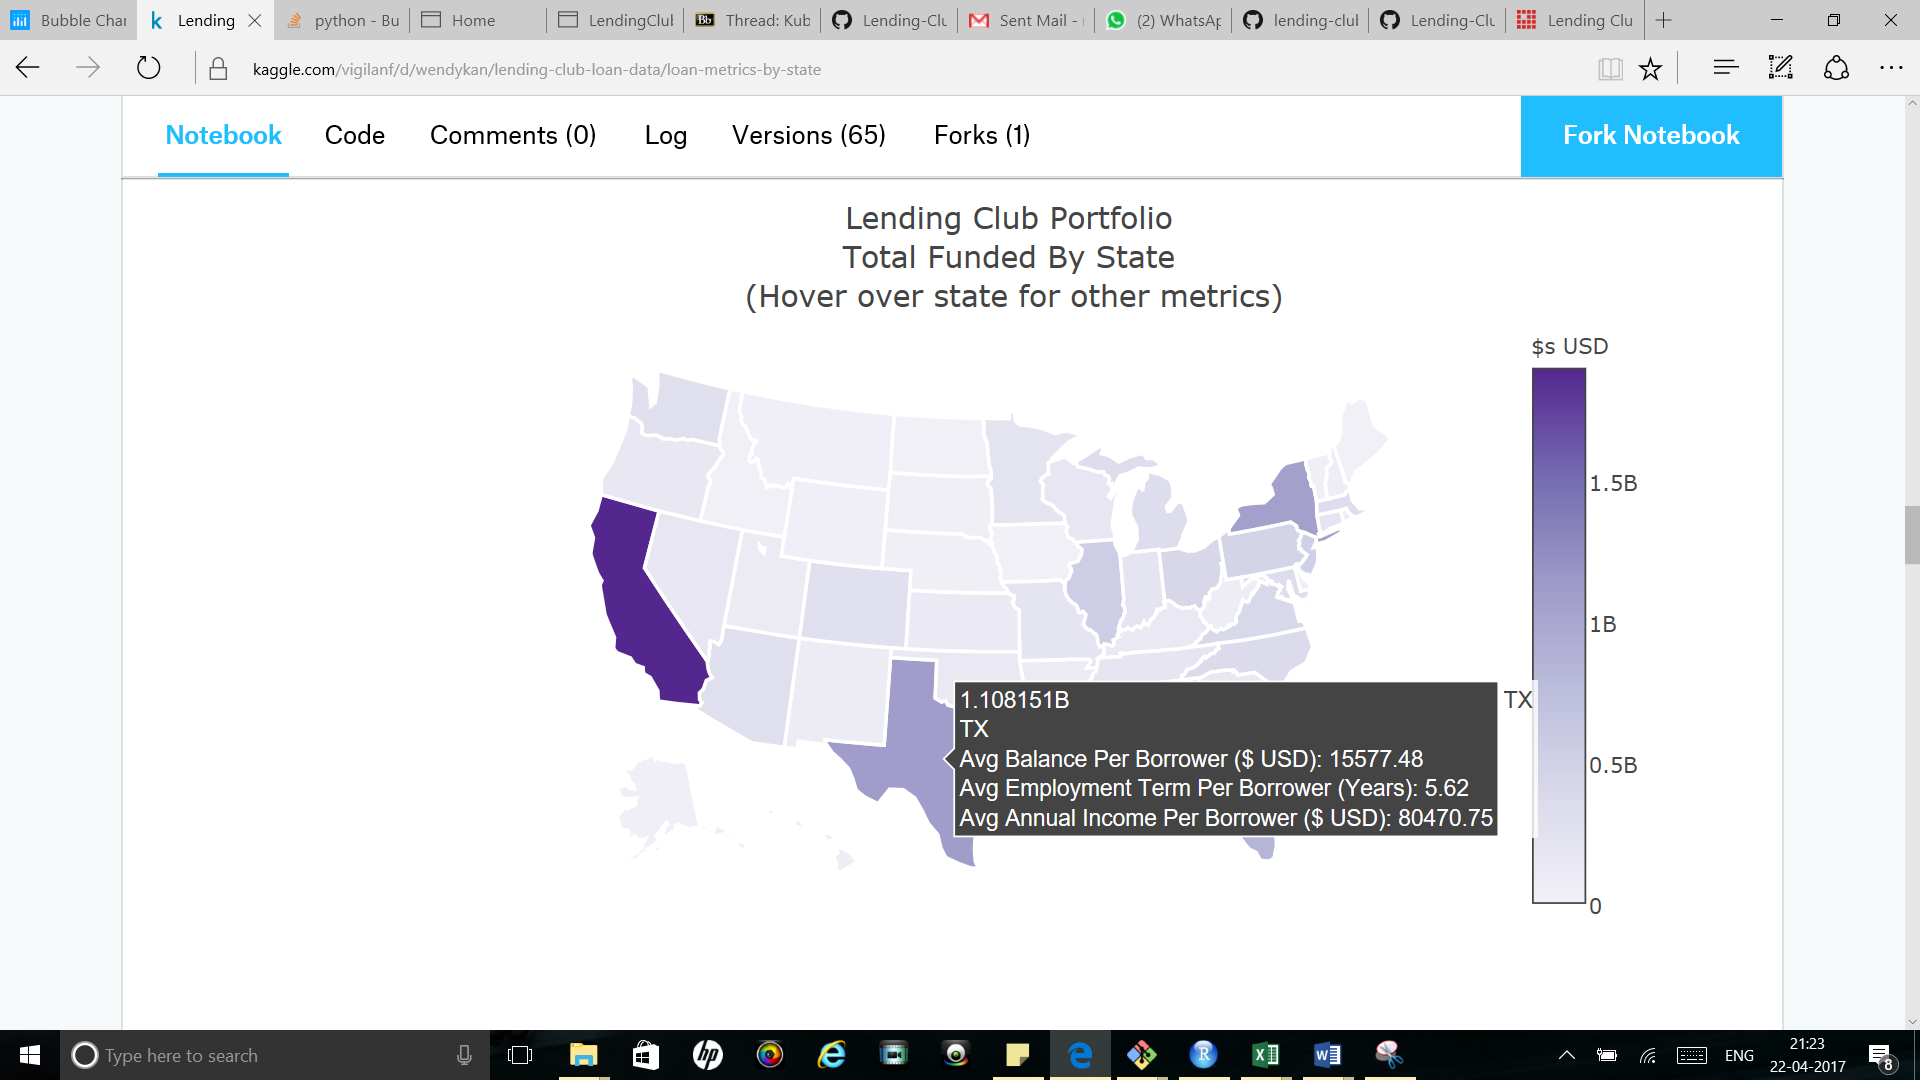 Bubble Char
Lending
python - Bu
Home
LendingClul
Thread: Kub
Lending-Clu
Sent Mail -
(2) WhatsAp
lending-clul
Lending-Clu
Lending Clu
kaggle.com/vigilanf/d/wendykan/lending-club-loan-data/loan-metrics-by-state
Notebook
Code
Comments (0)
Log
Versions (65)
Forks (1)
Fork Notebook
Lending Club Portfolio
Total Funded By State
(Hover over state for other metrics)
$s USD
1.5B
1B
0.5B
0
1.108151B
TX
TX
Avg Balance Per Borrower ($ USD): 15577.48
Avg Employment Term Per Borrower (Years): 5.62
Avg Annual Income Per Borrower ($ USD): 80470.75
Type here to search
ENG
21:23
22-04-2017
8